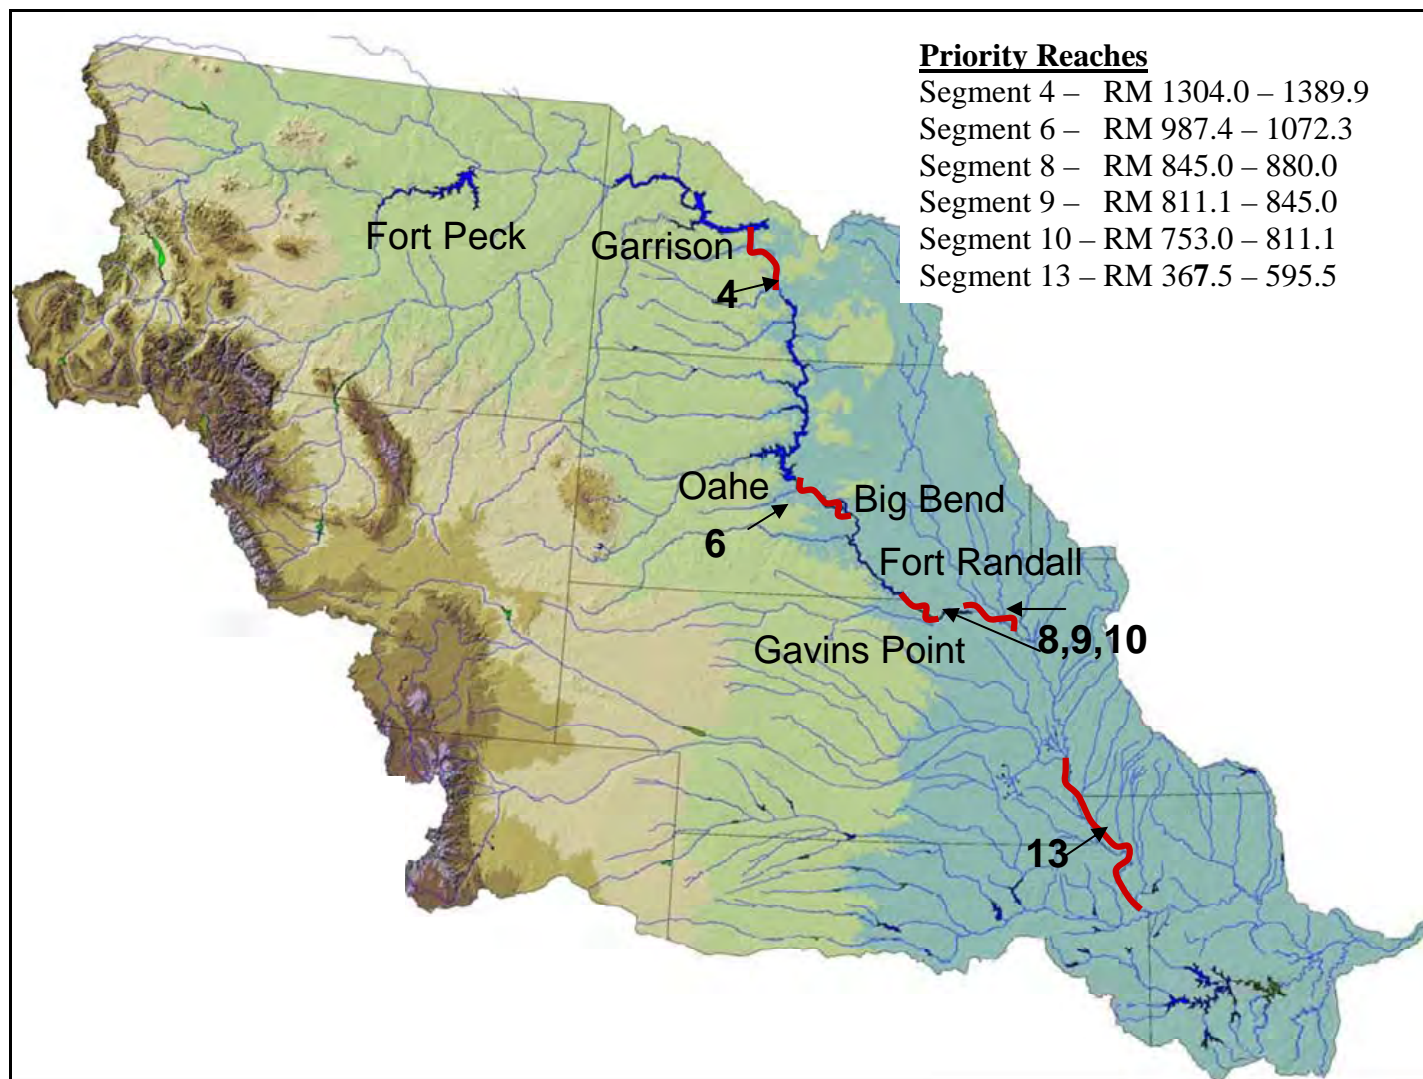 Priority Reaches
Segment 4 – RM 1304.0 – 1389.9
Segment 6 – RM 987.4 – 1072.3
Segment 8 – RM 845.0 – 880.0
Segment 9 – RM 811.1 – 845.0
Segment 10 – RM 753.0 – 811.1
Segment 13 – RM 367.5 – 595.5
Fort Peck
Garrison
4
Oahe
Big Bend
6
Fort Randall
Gavins Point
8,9,10
13